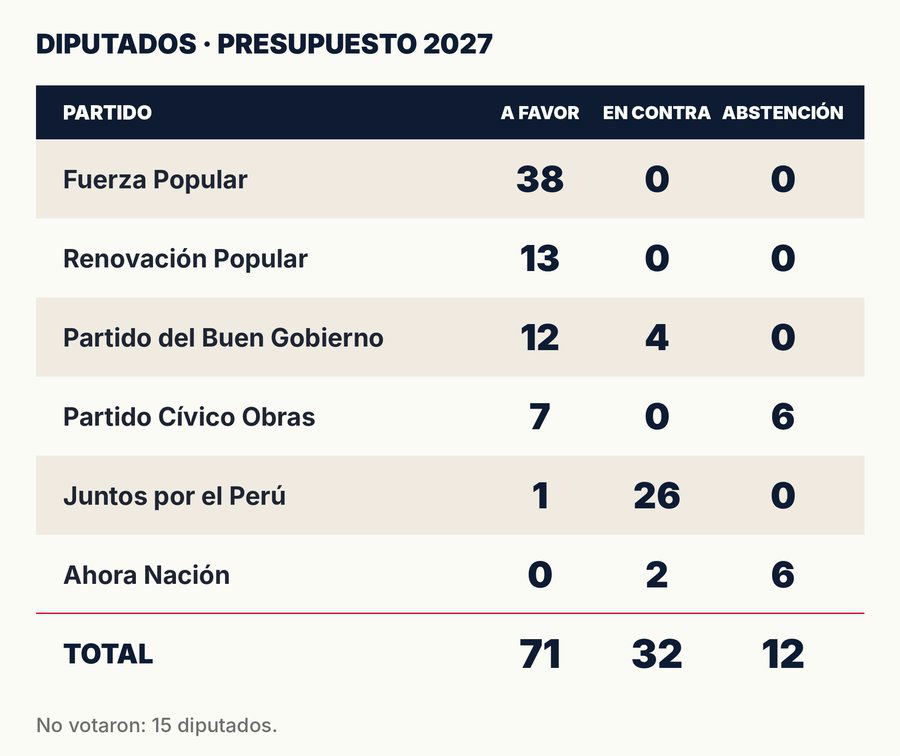 DIPUTADOS · PRESUPUESTO 2027
PARTIDO A FAVOR EN CONTRA ABSTENCIÓN
Fuerza Popular 38 0 0
Renovación Popular 13 0 0
Partido del Buen Gobierno 12 4 0
Partido Cívico Obras 7 0 6
Juntos por el Perú 1 26 0
Ahora Nación 0 2 6
TOTAL 71 32 12
No votaron: 15 diputados.